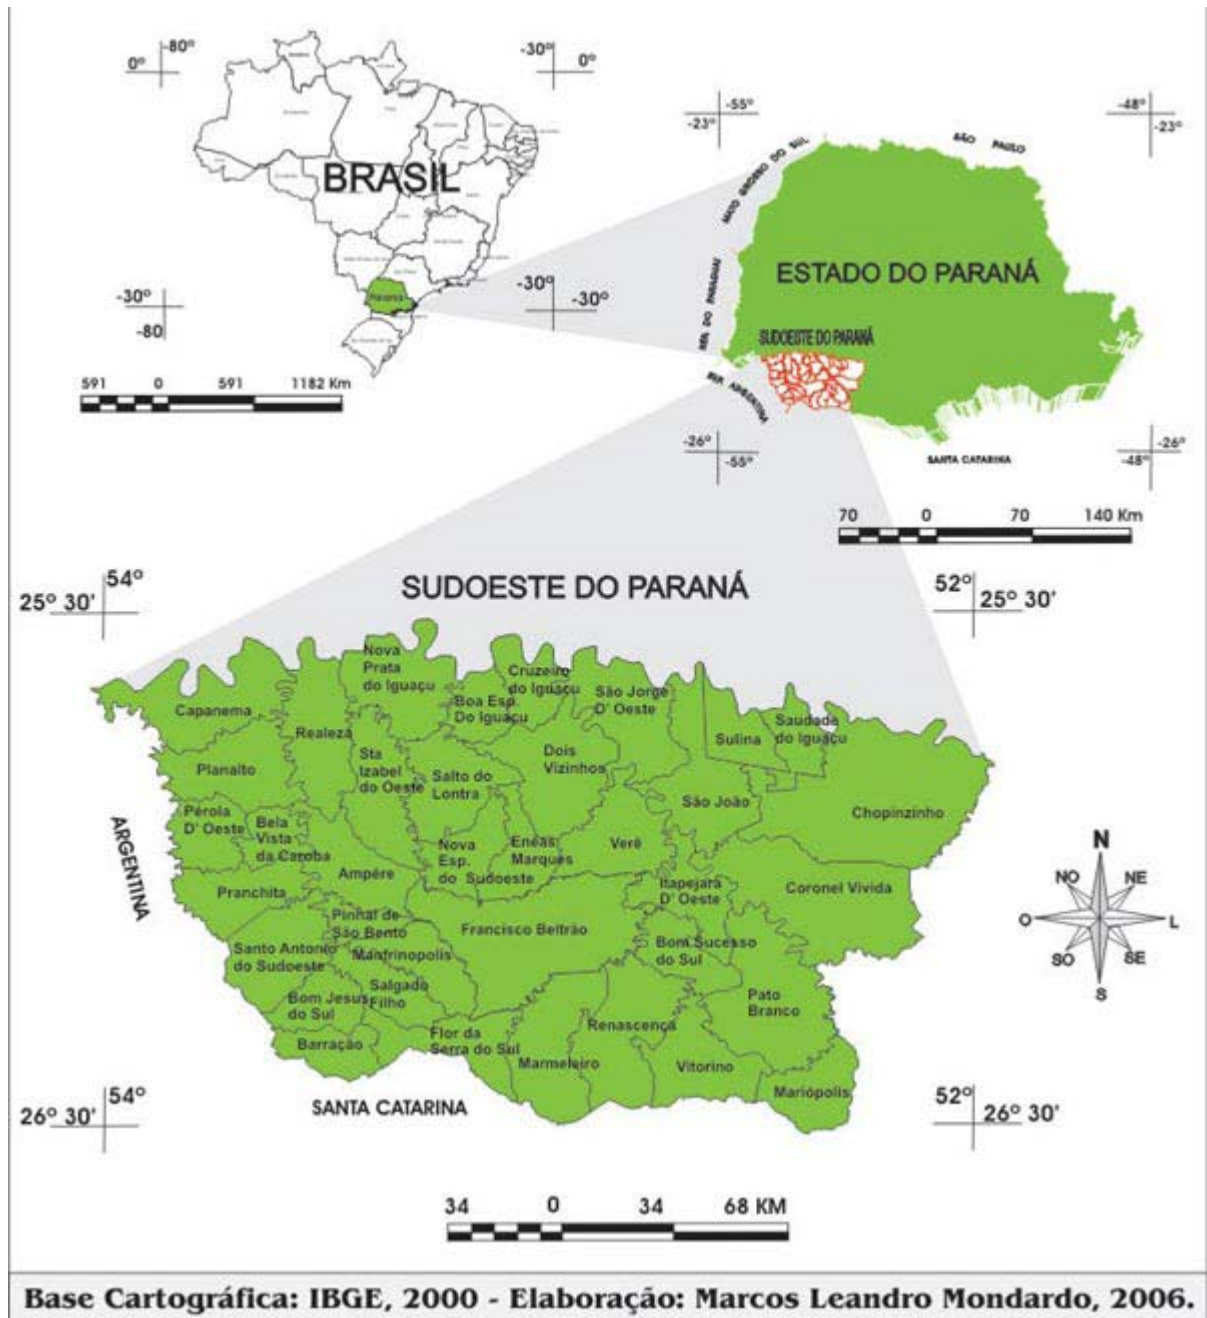 -80°
0°
-30°
0°
BRASIL
Paraná
-30°
-80
-30°
-30°
591 0 591 1182 Km
-55°
-23°
-48°
-23°
SÃO PAULO
MATO GROSSO DO SUL
ESTADO DO PARANÁ
SUDOESTE DO PARANÁ
REP. ARGENTINA
-26°
-55°
-26°
-48°
SANTA CATARINA
70 0 70 140 Km
SUDOESTE DO PARANÁ
54°
25° 30'
52°
25° 30'
Nova
Prata
do Iguaçu
Cruzeiro
do Iguaçu
Boa Esp.
Do Iguaçu
São Jorge
D' Oeste
Capanema
Realeza
Sulina
Saudade
do Iguaçu
Planalto
Sta
Izabel
do Oeste
Salto do
Lontra
Dois
Vizinhos
São João
Chopinzinho
Pérola
D' Oeste
Bela
Vista
da Caroba
Nova
Esp.
do Sudoeste
Enéas
Marques
Verê
ARGENTINA
Ampére
Pranchita
Itapejara
D' Oeste
Coronel Vivida
Pinhal de
São Bento
Francisco Beltrão
Manfrinopolis
Santo Antonio
do Sudoeste
Bom Sucesso
do Sul
Salgado
Filho
Bom Jesus
do Sul
Pato
Branco
Renascença
Barração
Flor da
Serra do Sul
Marmeleiro
Vitorino
Mariópolis
SANTA CATARINA
N
NO
NE
O
L
SO
SE
S
54°
26° 30'
52°
26° 30'
34 0 34 68 KM
Base Cartográfica: IBGE, 2000 - Elaboração: Marcos Leandro Mondardo, 2006.